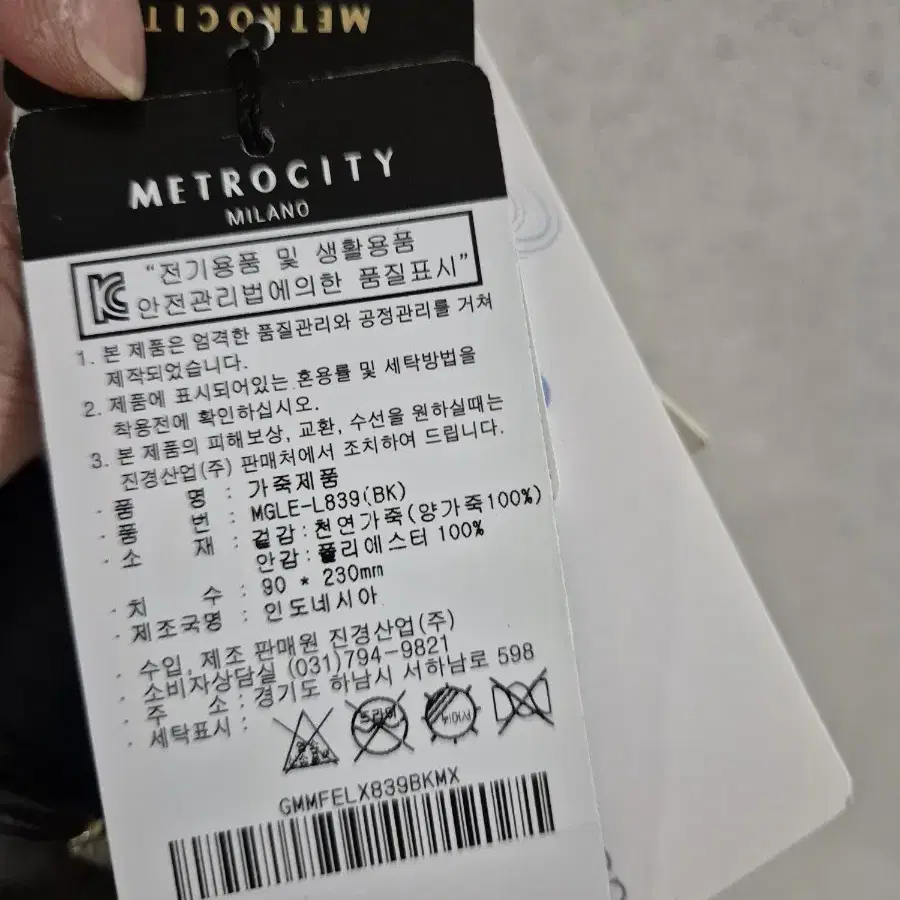 METROCIT
METROCITY
MILANO
"전기용품 및 생활용품
안전관리법에의한 품질표시"
1. 본 제품은 엄격한 품질관리와 공정관리를 거쳐
제작되었습니다.
2. 제품에 표시되어있는 혼용률 및 세탁방법을
착용전에 확인하십시오.
3. 본 제품의 피해보상, 교환, 수선을 원하실때는
진경산업(주) 판매처에서 조치하여 드립니다.
· 품 명 : 가죽제품
· 품 번 : MGLE-L839(BK)
· 소 재 : 겉감:천연가죽(양가죽100%)
안감:폴리에스터 100%
· 치 수 : 90 * 230mm
· 제조국명 : 인도네시아
· 수입, 제조 판매원 진경산업(주)
· 소비자상담실 (031)794-9821
· 주 소 : 경기도 하남시 서하남로 598
· 세탁표시 :
드라이
뉘어서
GMMFELX839BKMX